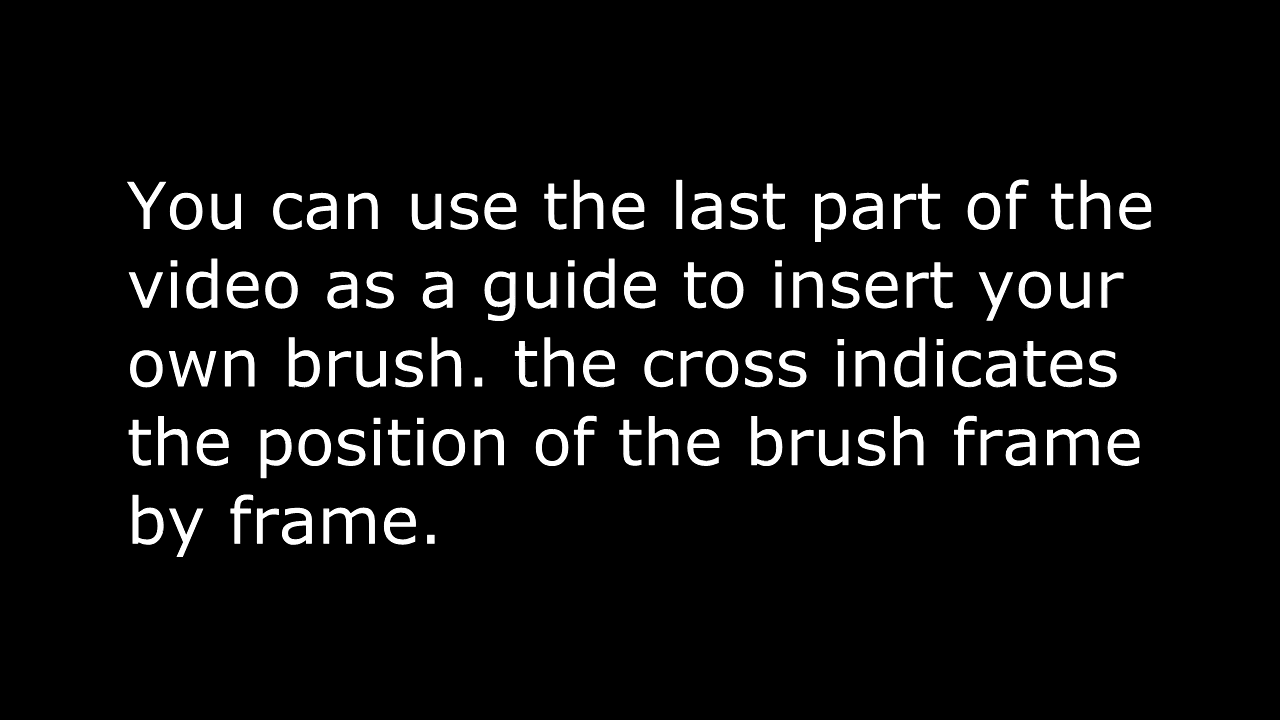 You can use the last part of the
video as a guide to insert your
own brush. the cross indicates
the position of the brush frame
by frame.